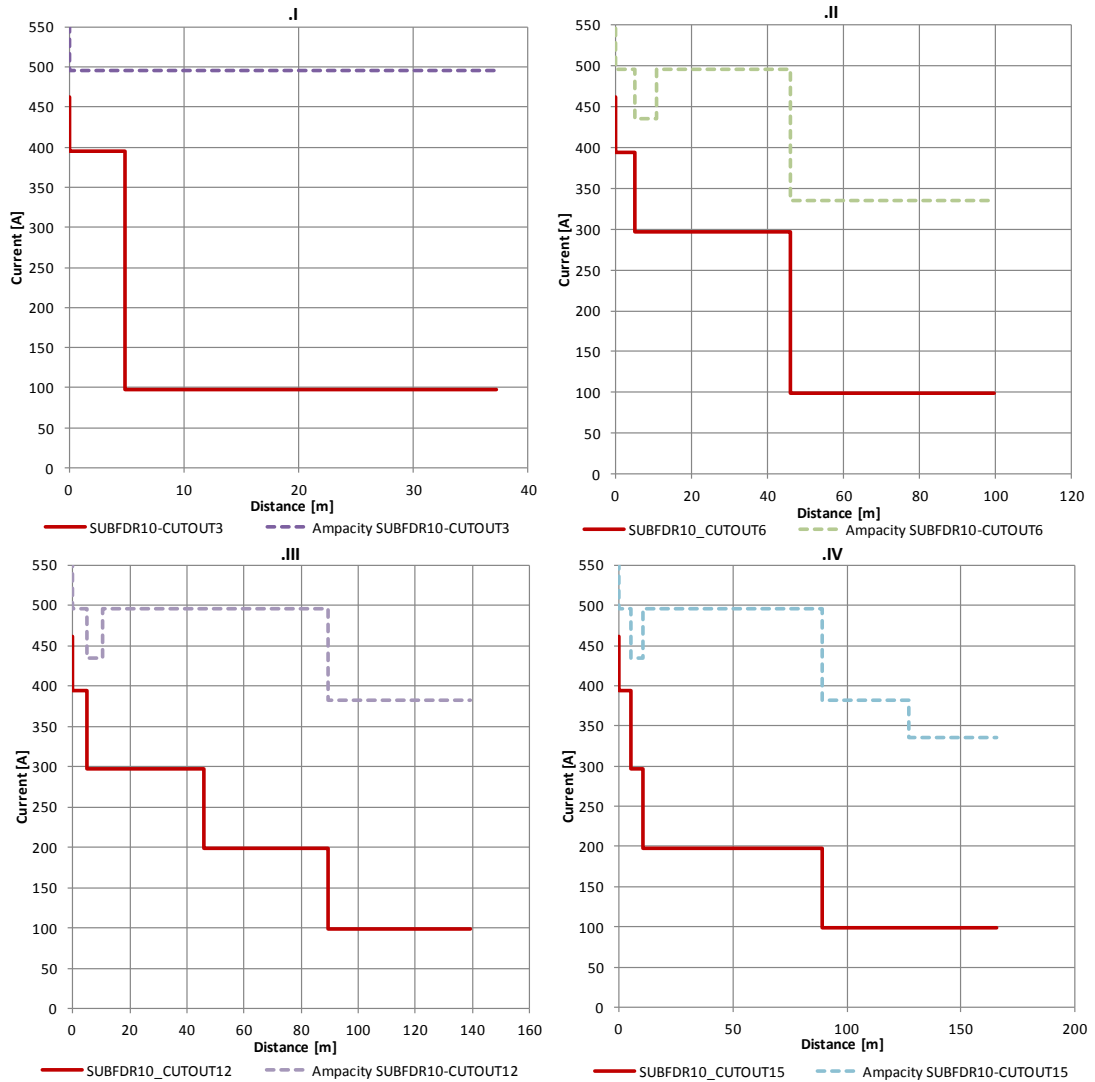 .I
550
500
450
400
350
300
250
200
150
100
50
0
Current [A]
0 10 20 30 40
Distance [m]
SUBFDR10-CUTOUT3 Ampacity SUBFDR10-CUTOUT3
.II
550
500
450
400
350
300
250
200
150
100
50
0
Current [A]
0 20 40 60 80 100 120
Distance [m]
SUBFDR10_CUTOUT6 Ampacity SUBFDR10-CUTOUT6
.III
550
500
450
400
350
300
250
200
150
100
50
0
Current [A]
0 20 40 60 80 100 120 140 160
Distance [m]
SUBFDR10_CUTOUT12 Ampacity SUBFDR10-CUTOUT12
.IV
550
500
450
400
350
300
250
200
150
100
50
0
Current [A]
0 50 100 150 200
Distance [m]
SUBFDR10_CUTOUT15 Ampacity SUBFDR10-CUTOUT15